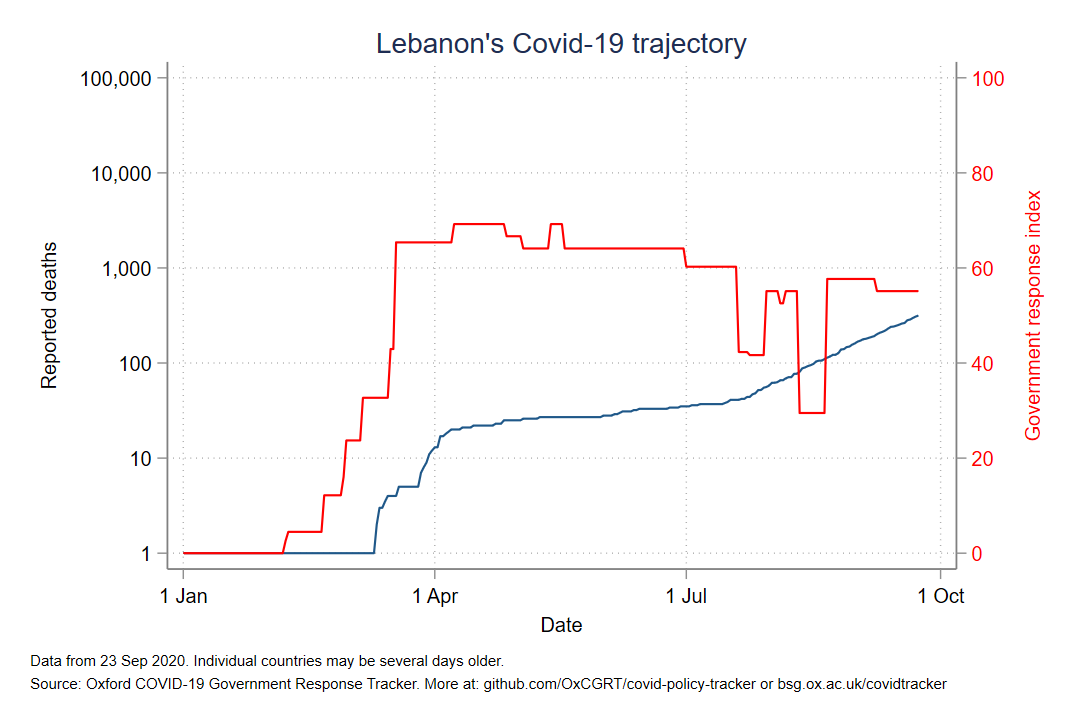 Lebanon's Covid-19 trajectory
100,000
10,000
1,000
100
10
1
Reported deaths
100
80
60
40
20
0
Government response index
1 Jan
1 Apr
1 Jul
1 Oct
Date
Data from 23 Sep 2020. Individual countries may be several days older.
Source: Oxford COVID-19 Government Response Tracker. More at: github.com/OxCGRT/covid-policy-tracker or bsg.ox.ac.uk/covidtracker